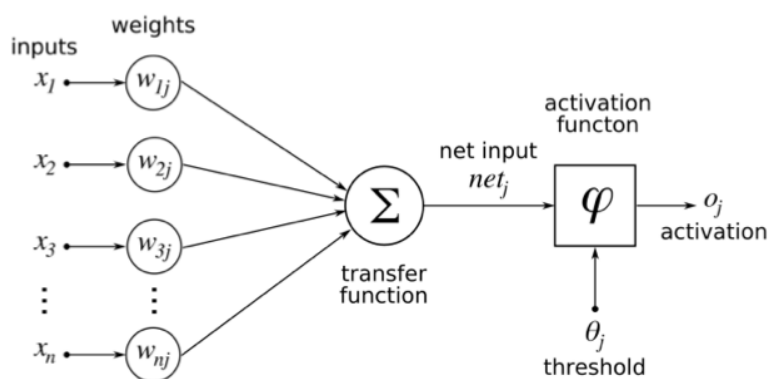 weights
inputs
x1
w1j
x2
w2j
x3
w3j
xn
wnj
Σ
transfer
function
net input
netj
activation
functon
φ
oj
activation
θj
threshold